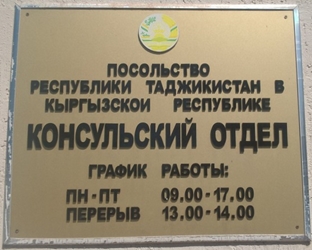 ПОСОЛЬСТВО
РЕСПУБЛИКИ ТАДЖИКИСТАН В
КЫРГЫЗСКОЙ РЕСПУБЛИКЕ
КОНСУЛЬСКИЙ ОТДЕЛ
ГРАФИК РАБОТЫ:
ПН-ПТ 09.00-17.00
ПЕРЕРЫВ 13.00-14.00